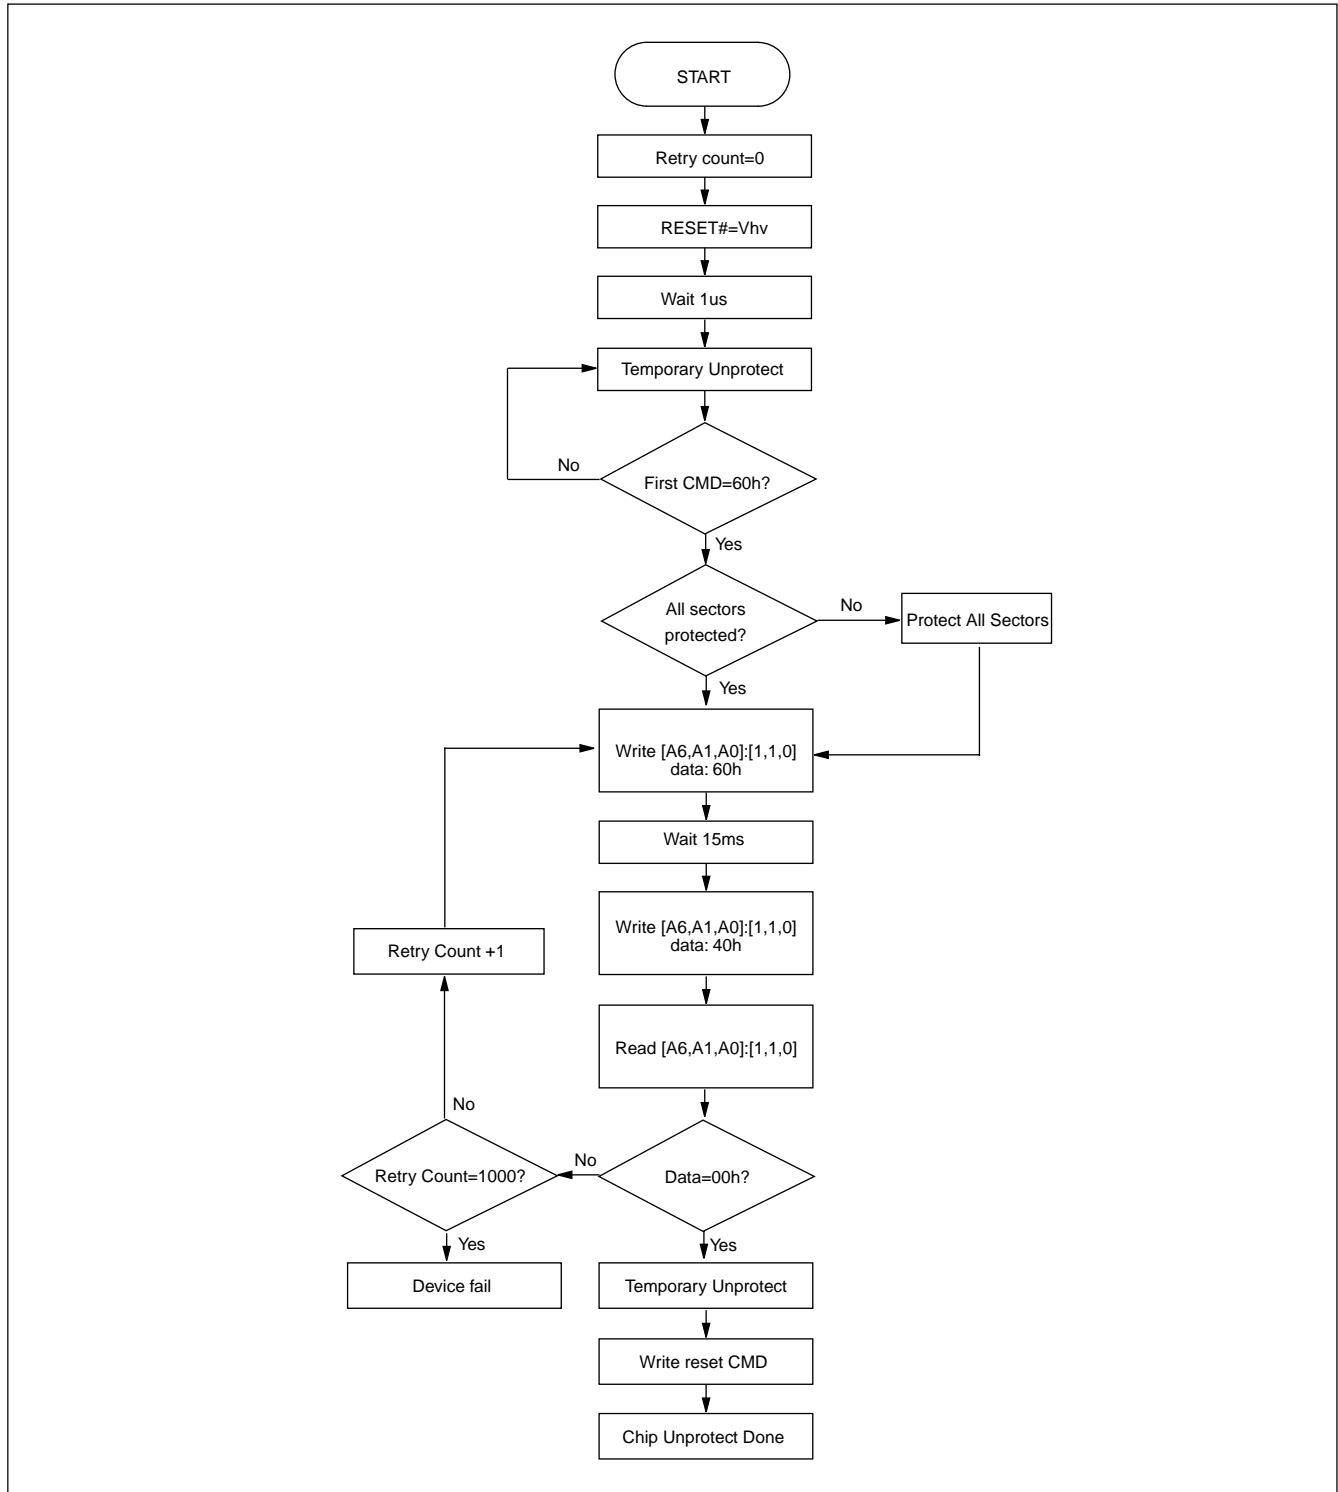 START
Retry count=0
RESET#=Vhv
Wait 1us
Temporary Unprotect
No
First CMD=60h?
Yes
All sectors
protected?
No
Protect All Sectors
Yes
Write [A6,A1,A0]:[1,1,0]
data: 60h
Wait 15ms
Write [A6,A1,A0]:[1,1,0]
data: 40h
Retry Count +1
Read [A6,A1,A0]:[1,1,0]
No
Retry Count=1000?
No
Data=00h?
Yes
Yes
Device fail
Temporary Unprotect
Write reset CMD
Chip Unprotect Done